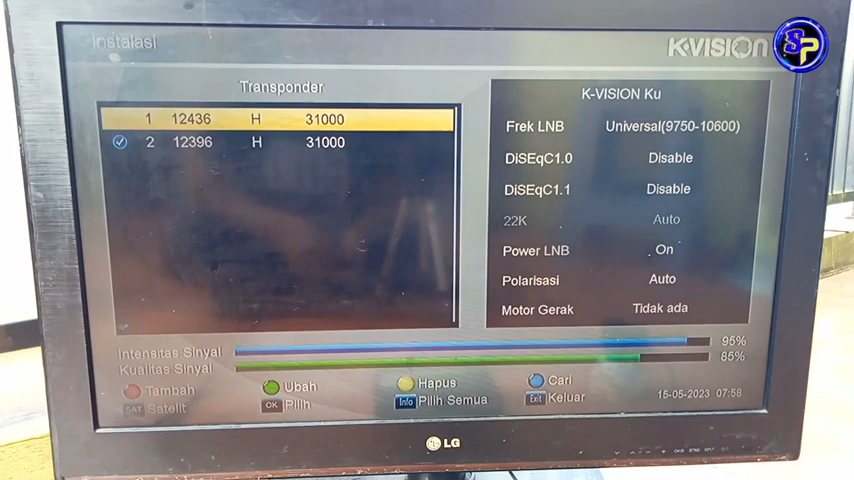 Instalasi
K-VISION
SP
Transponder
1 12436 H 31000
2 12396 H 31000
K-VISION Ku
Frek LNB Universal(9750-10600)
DiSEqC1.0 Disable
DiSEqC1.1 Disable
22K Auto
Power LNB On
Polarisasi Auto
Motor Gerak Tidak ada
Intensitas Sinyal 95%
Kualitas Sinyal 85%
Tambah Ubah Hapus Cari
SAT Satelit OK Pilih Info Pilih Semua Exit Keluar
15-05-2023 07:58
LG